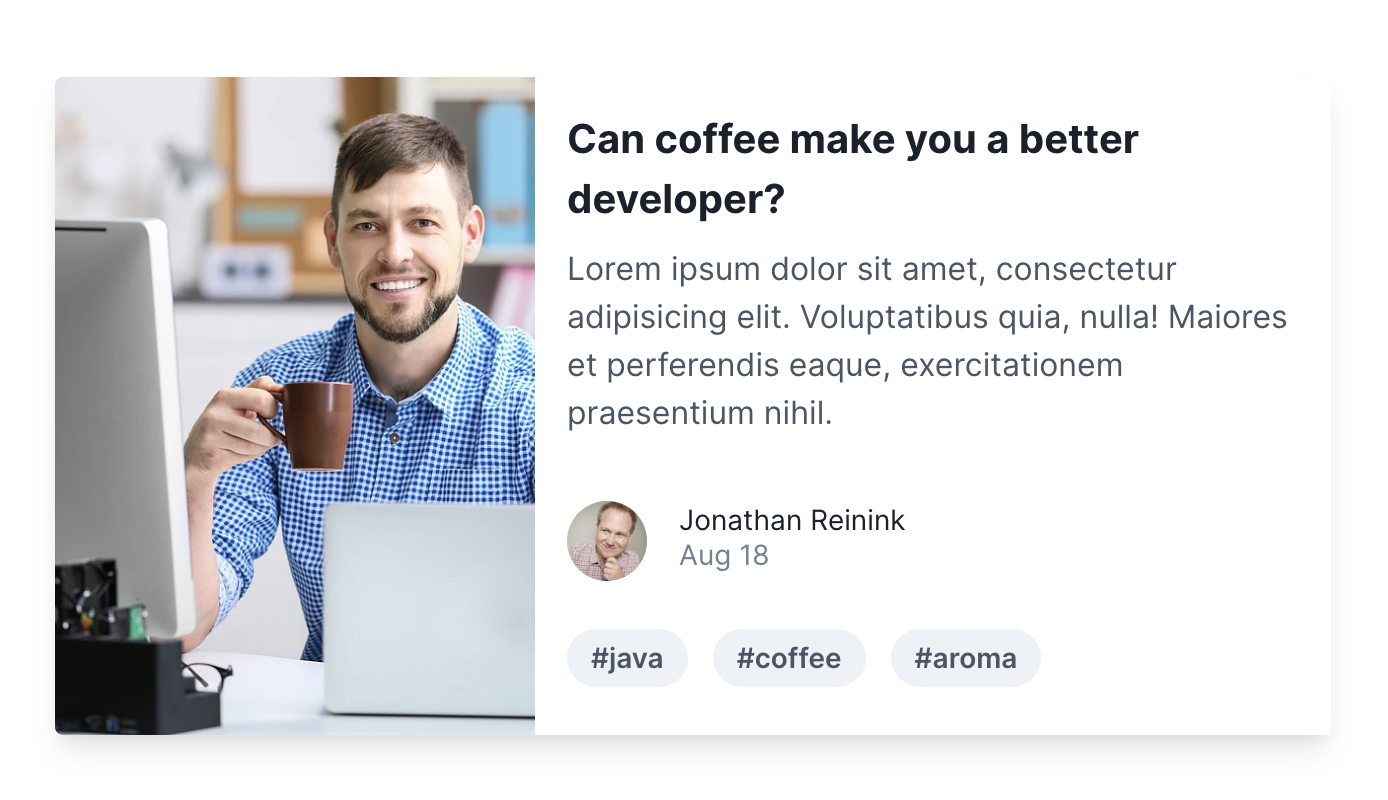 Can coffee make you a better
developer?
Lorem ipsum dolor sit amet, consectetur
adipisicing elit. Voluptatibus quia, nulla! Maiores
et perferendis eaque, exercitationem
praesentium nihil.
Jonathan Reinink
Aug 18
#java #coffee #aroma